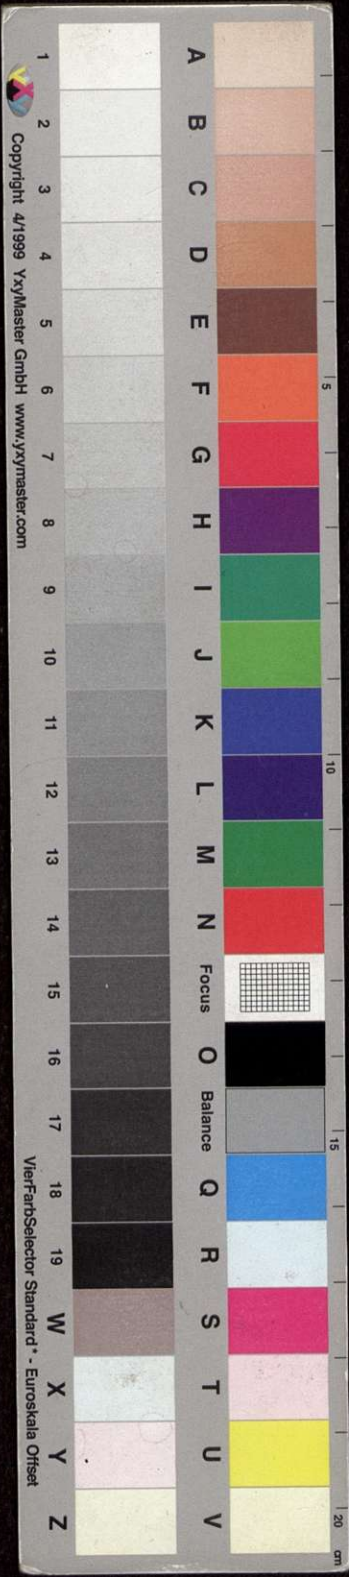 5 10 15 20 cm
A B C D E F G H I J K L M N Focus O Balance Q R S T U V
1 2 3 4 5 6 7 8 9 10 11 12 13 14 15 16 17 18 19 W X Y Z
YXY
Copyright 4/1999 YxyMaster GmbH www.yxymaster.com
VierFarbSelector Standard* - Euroskala Offset